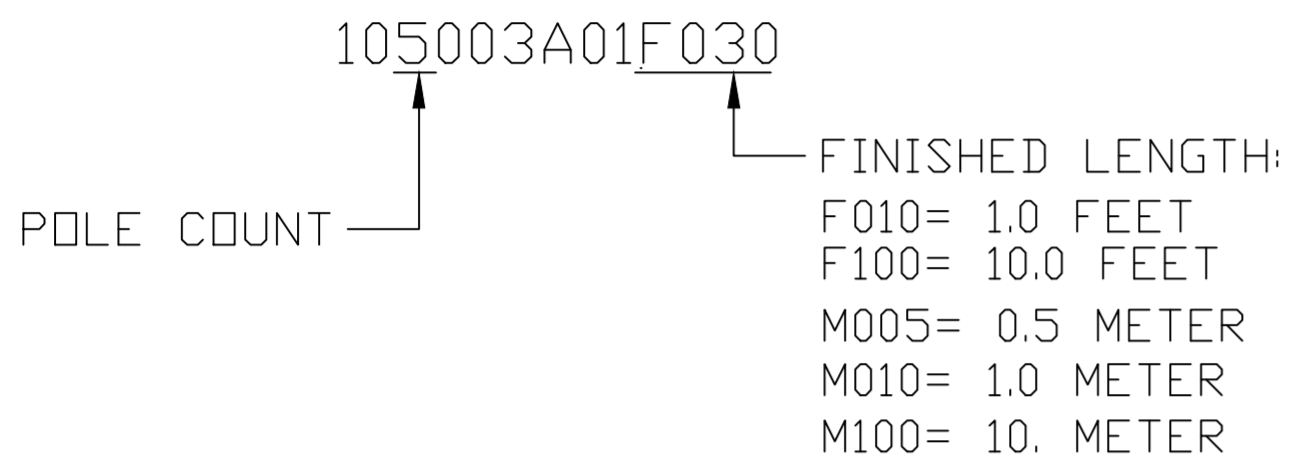 105003A01F030
FINISHED LENGTH:
POLE COUNT
F010= 1.0 FEET
F100= 10.0 FEET
M005= 0.5 METER
M010= 1.0 METER
M100= 10. METER